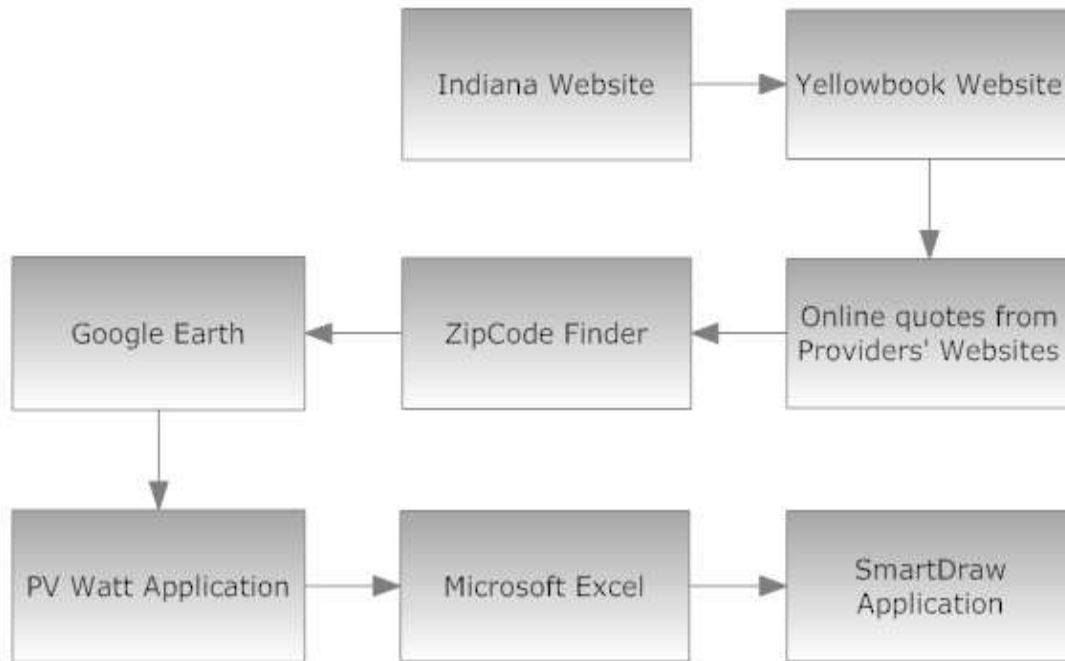 Indiana Website
Yellowbook Website
Online quotes from
Providers' Websites
ZipCode Finder
Google Earth
PV Watt Application
Microsoft Excel
SmartDraw
Application